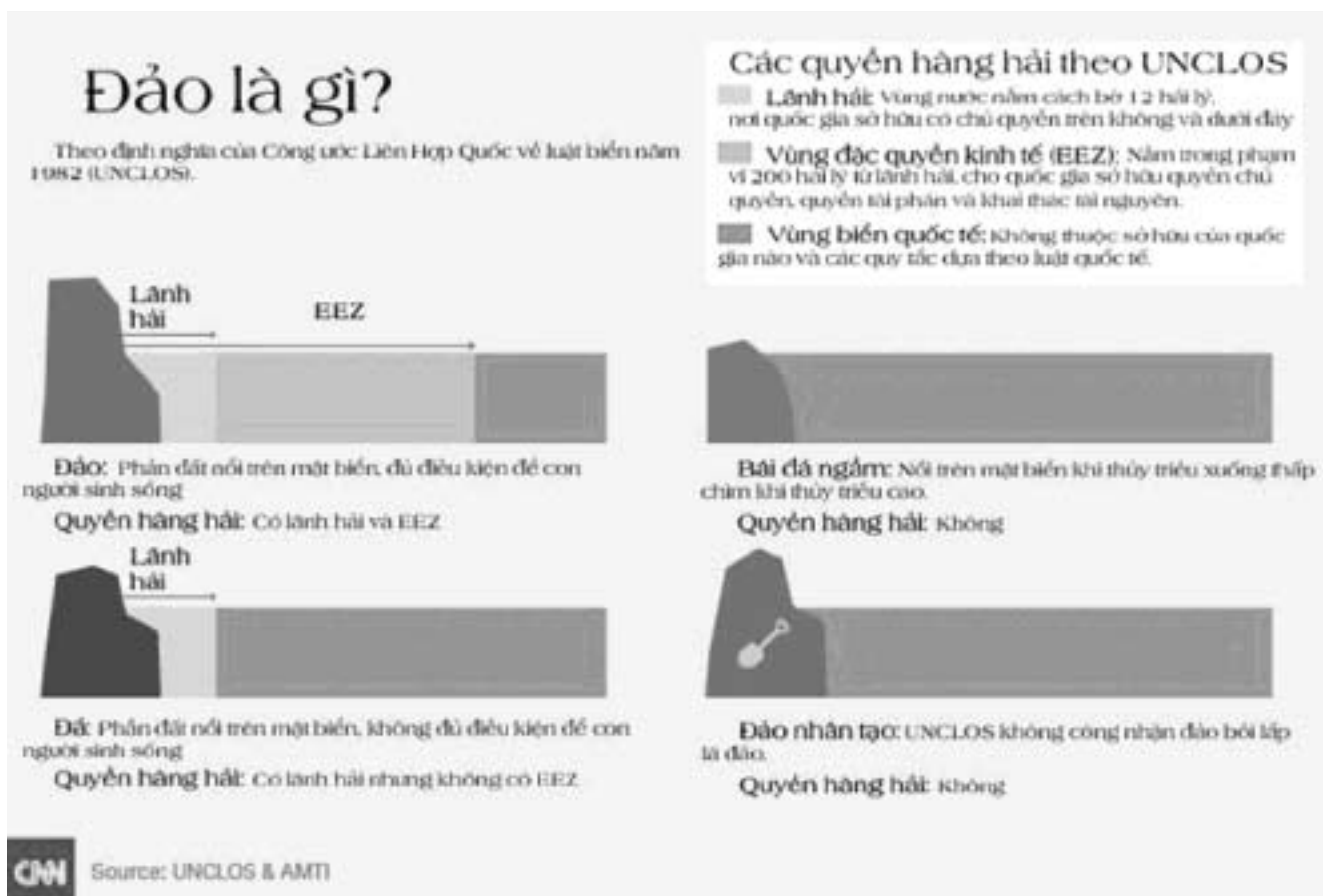 Đảo là gì?
Theo định nghĩa của Công ước Liên Hợp Quốc về luật biển năm
1982 (UNCLOS).
Các quyền hàng hải theo UNCLOS
Lãnh hải: Vùng nước nằm cách bờ 12 hải lý,
nơi quốc gia sở hữu có chủ quyền trên không và dưới đáy
Vùng đặc quyền kinh tế (EEZ): Nằm trong phạm
vi 200 hải lý từ lãnh hải, cho quốc gia sở hữu quyền chủ
quyền, quyền tài phán và khai thác tài nguyên.
Vùng biển quốc tế: Không thuộc sở hữu của quốc
gia nào và các quy tắc dựa theo luật quốc tế.
Lãnh
hải
EEZ
Đảo: Phần đất nổi trên mặt biển, đủ điều kiện để con
người sinh sống
Quyền hàng hải: Có lãnh hải và EEZ
Bãi đá ngầm: Nổi trên mặt biển khi thủy triều xuống thấp
chìm khi thủy triều cao.
Quyền hàng hải: Không
Lãnh
hải
Đá: Phần đất nổi trên mặt biển, không đủ điều kiện để con
người sinh sống
Quyền hàng hải: Có lãnh hải nhưng không có EEZ
Đảo nhân tạo: UNCLOS không công nhận đảo bồi lấp
là đảo.
Quyền hàng hải: Không
CNN
Source: UNCLOS & AMTI